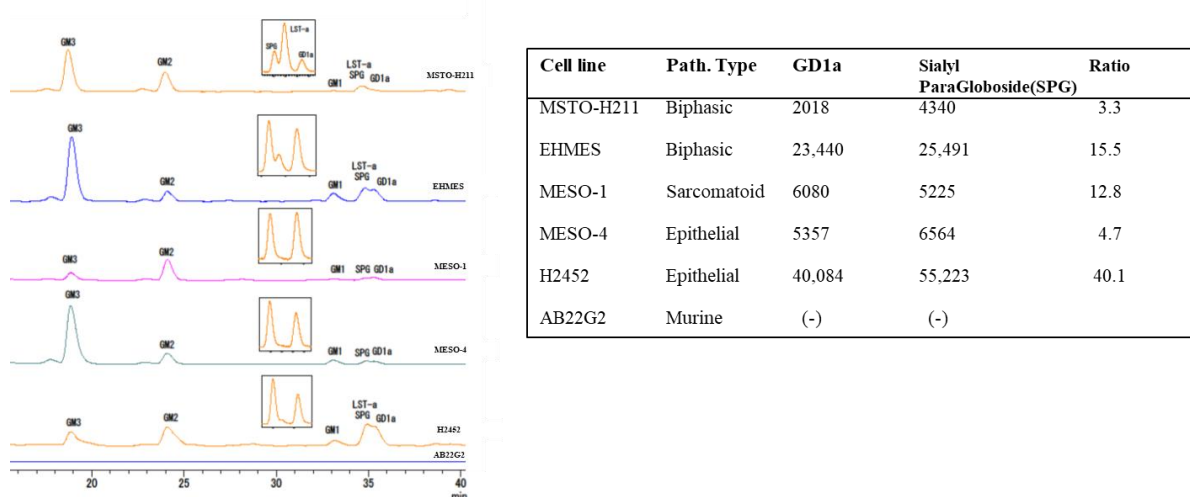 SPG LST-a GD1a
GM3 GM2 GM1 LST-a SPG GD1a MSTO-H211
GM3 GM2 GM1 LST-a SPG GD1a EHMES
GM3 GM2 GM1 SPG GD1a MESO-1
GM3 GM2 GM1 SPG GD1a MESO-4
GM3 GM2 GM1 LST-a SPG GD1a H2452
AB22G2
20 25 30 35 40
min
Cell line Path. Type GD1a Sialyl ParaGloboside(SPG) Ratio
MSTO-H211 Biphasic 2018 4340 3.3
EHMES Biphasic 23,440 25,491 15.5
MESO-1 Sarcomatoid 6080 5225 12.8
MESO-4 Epithelial 5357 6564 4.7
H2452 Epithelial 40,084 55,223 40.1
AB22G2 Murine (-) (-)